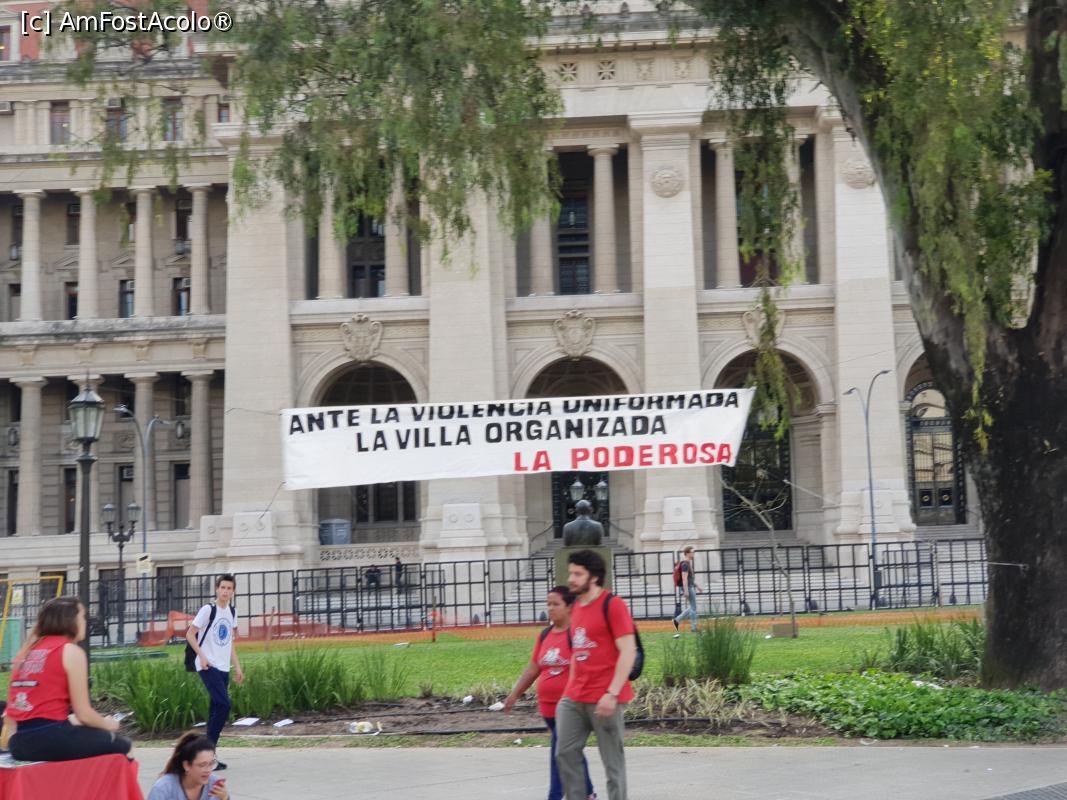 [c] AmFostAcolo®
ANTE LA VIOLENCIA UNIFORMADA
LA VILLA ORGANIZADA
LA PODEROSA